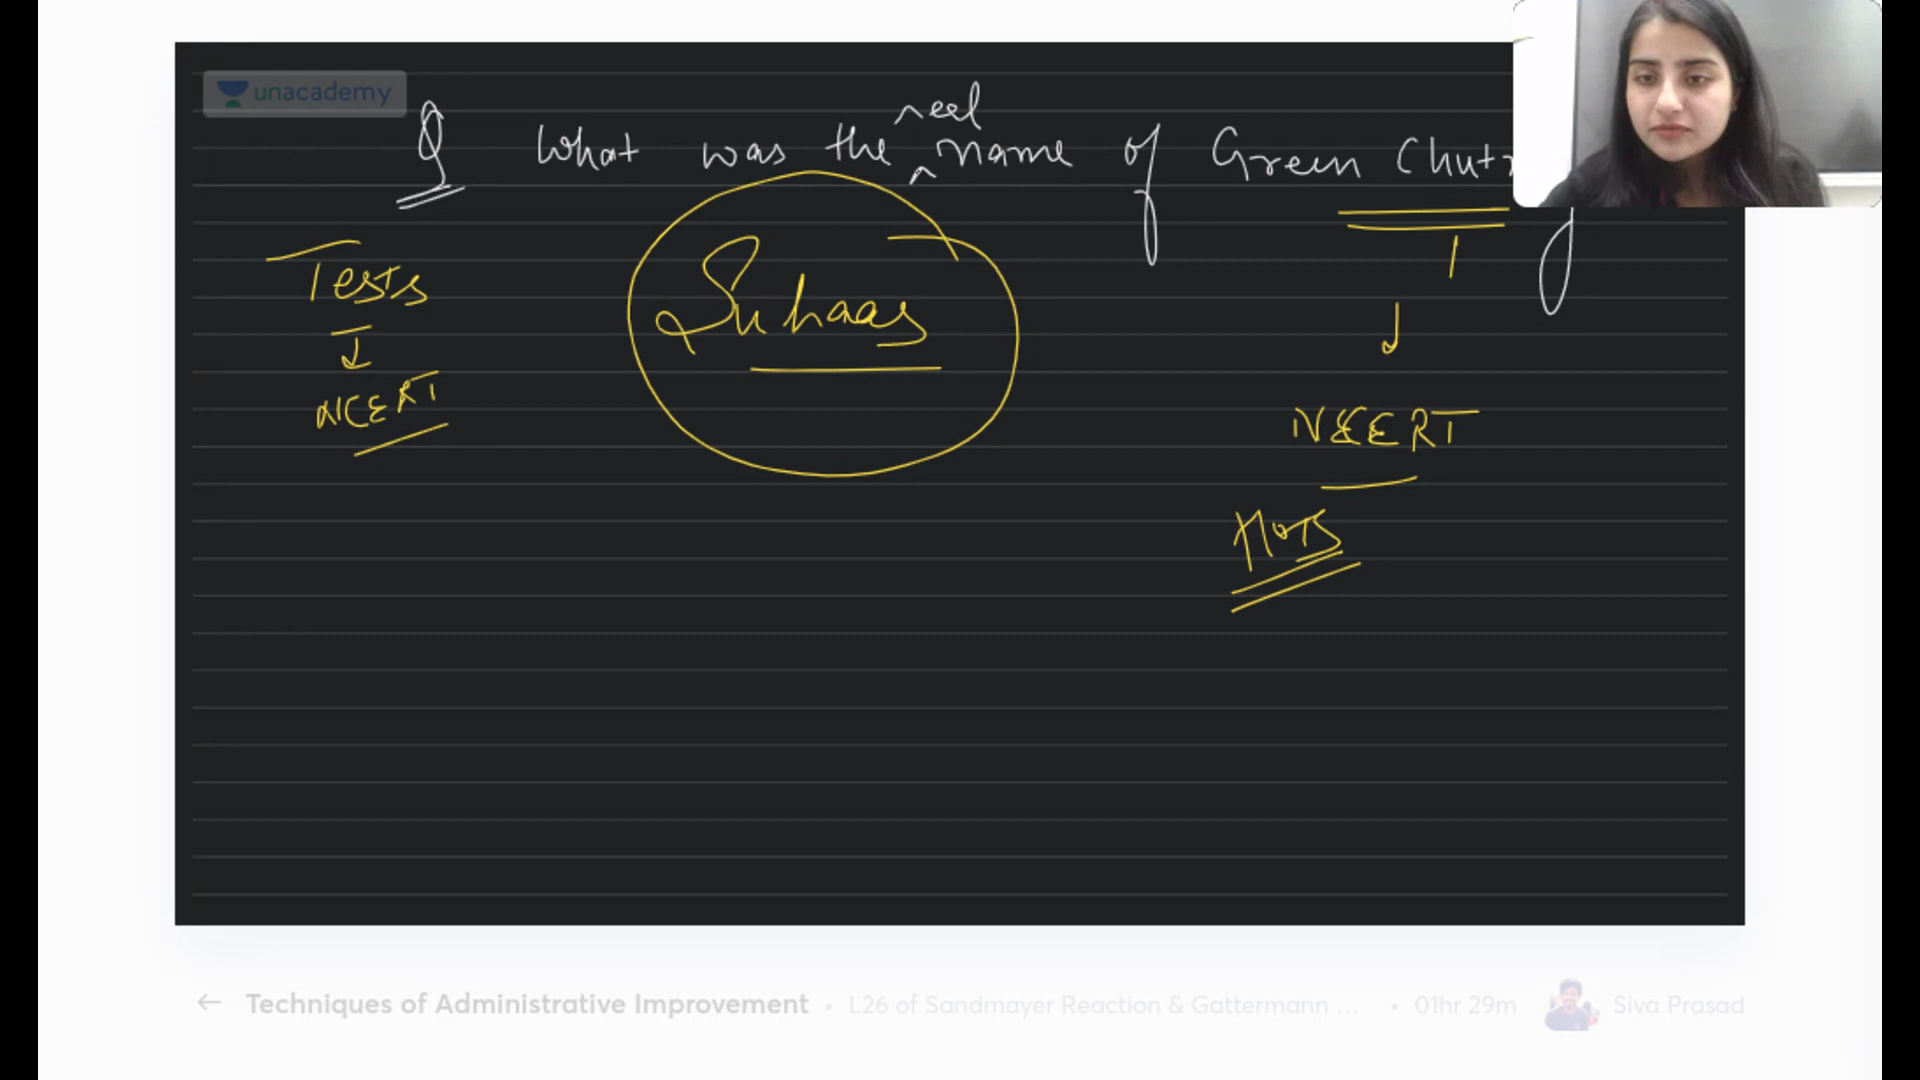 unacademy
real
Q What was the ^ name of Green Chutn
Tests
Suhaas
NCERT
NCERT
HOTS
← Techniques of Administrative Improvement • L26 of Sandmayer Reaction & Gattermann ... • 01hr 29m Siva Prasad